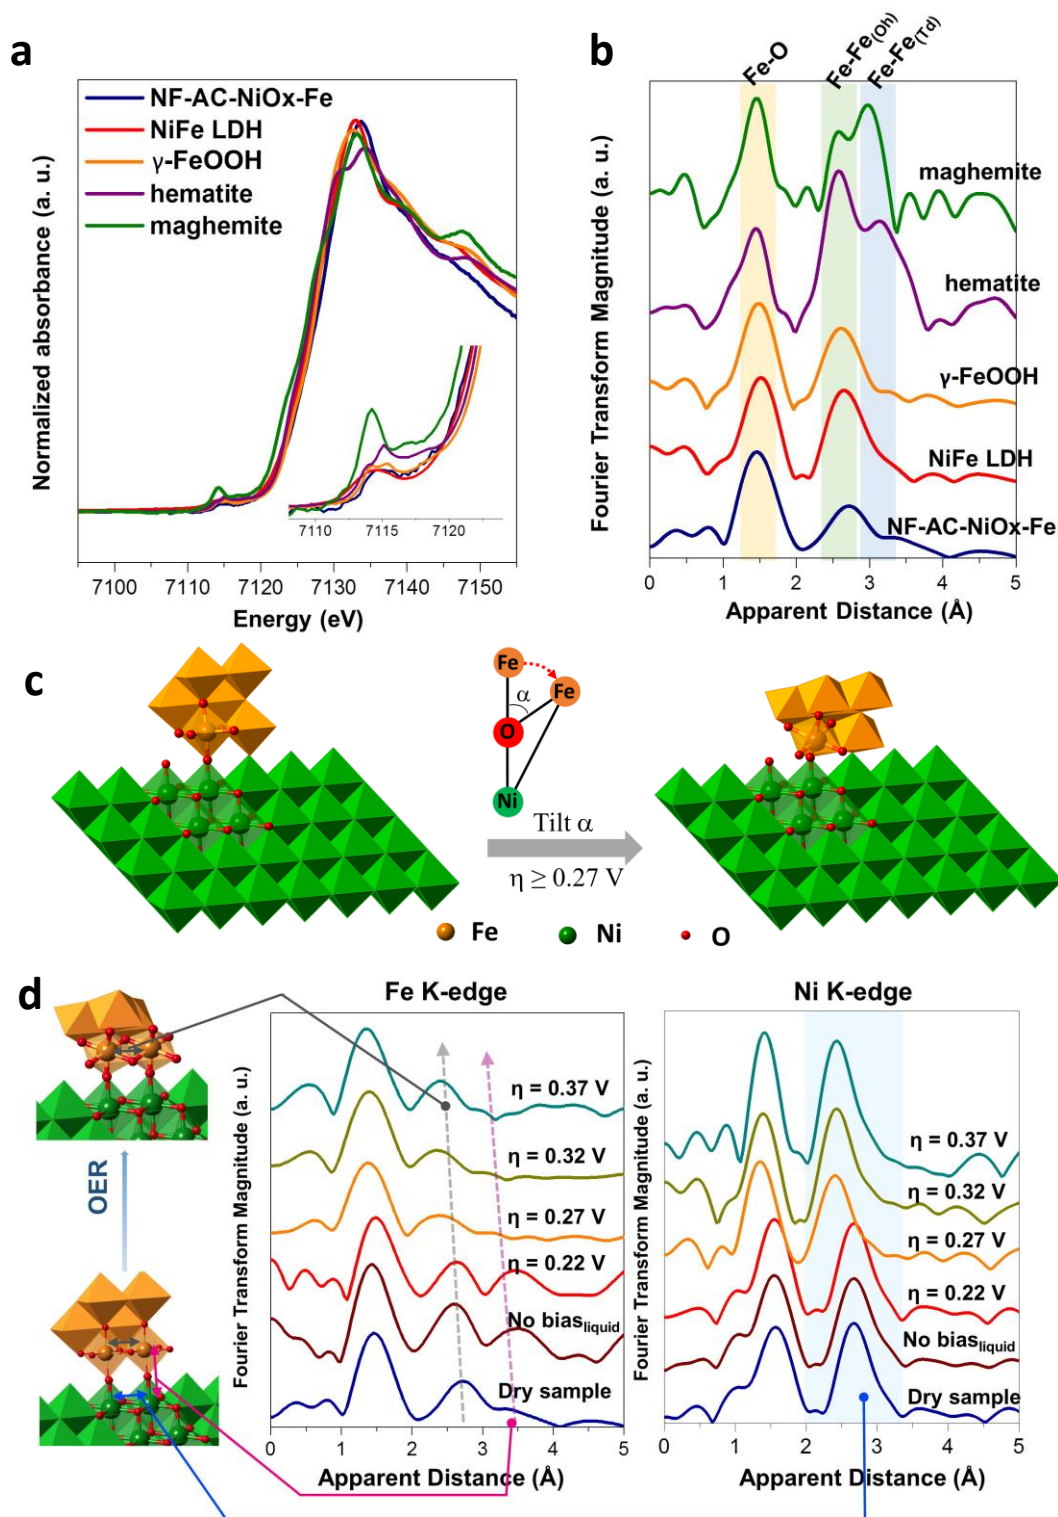 a
NF-AC-NiOx-Fe
NiFe LDH
γ-FeOOH
hematite
maghemite
Normalized absorbance (a. u.)
7110 7115 7120
7100 7110 7120 7130 7140 7150
Energy (eV)
b
Fe-O
Fe-Fe(Oh)
Fe-Fe(Td)
Fourier Transform Magnitude (a. u.)
maghemite
hematite
γ-FeOOH
NiFe LDH
NF-AC-NiOx-Fe
0 1 2 3 4 5
Apparent Distance (Å)
c
Fe
Fe
α
O
Ni
Tilt α
η ≥ 0.27 V
Fe Ni O
d
OER
Fe K-edge
Fourier Transform Magnitude (a. u.)
η = 0.37 V
η = 0.32 V
η = 0.27 V
η = 0.22 V
No bias liquid
Dry sample
0 1 2 3 4 5
Apparent Distance (Å)
Ni K-edge
Fourier Transform Magnitude (a. u.)
η = 0.37 V
η = 0.32 V
η = 0.27 V
η = 0.22 V
No bias liquid
Dry sample
0 1 2 3 4 5
Apparent Distance (Å)